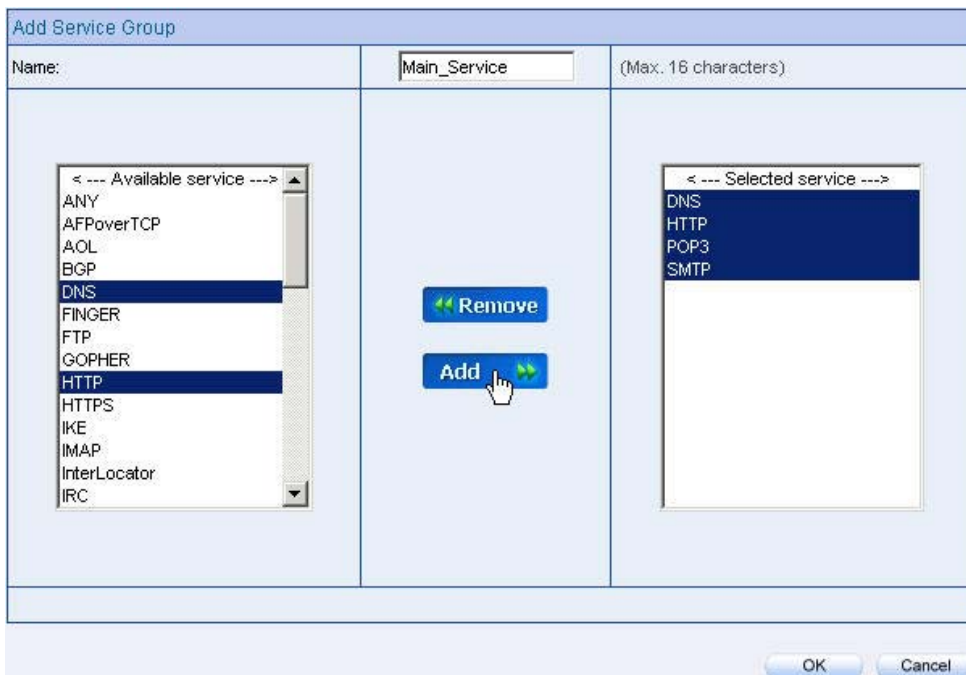 Add Service Group
Name:
Main_Service
(Max. 16 characters)
< --- Available service --->
ANY
AFPoverTCP
AOL
BGP
DNS
FINGER
FTP
GOPHER
HTTP
HTTPS
IKE
IMAP
InterLocator
IRC
Remove
Add
< --- Selected service --->
DNS
HTTP
POP3
SMTP
OK
Cancel